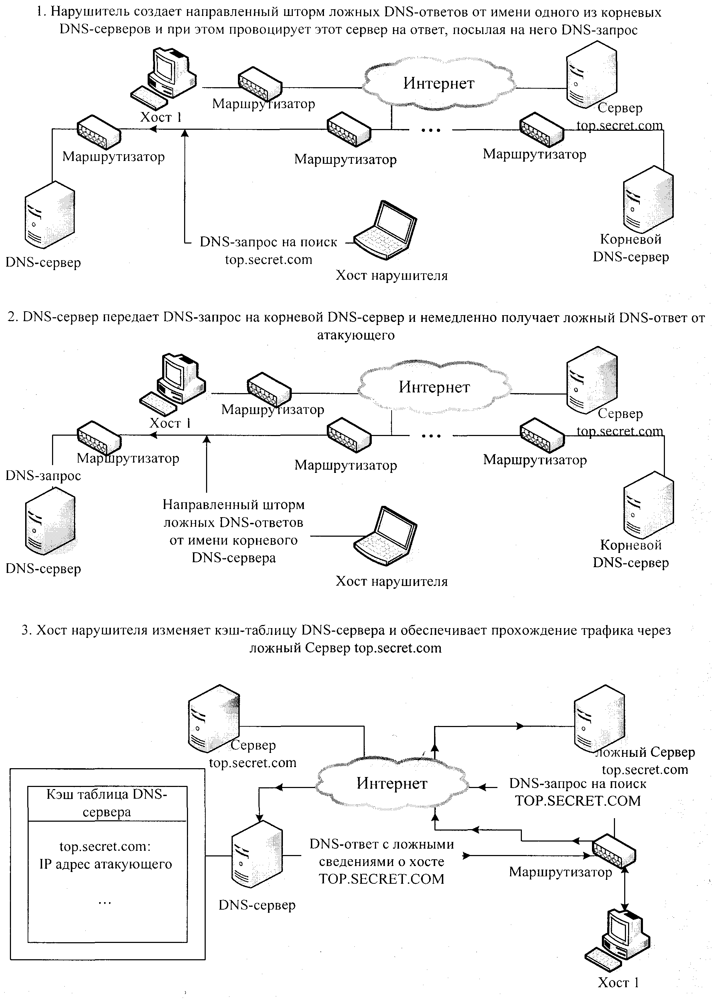 1. Нарушитель создает направленный шторм ложных DNS-ответов от имени одного из корневых
DNS-серверов и при этом провоцирует этот сервер на ответ, посылая на него DNS-запрос
Интернет
Маршрутизатор
Сервер
top.secret.com
Хост 1
Маршрутизатор
Маршрутизатор
Маршрутизатор
DNS-запрос на поиск
top.secret.com
Корневой
DNS-сервер
DNS-сервер
Хост нарушителя
2. DNS-сервер передает DNS-запрос на корневой DNS-сервер и немедленно получает ложный DNS-ответ от
атакующего
Интернет
Маршрутизатор
Сервер
top.secret.com
Хост 1
Маршрутизатор
Маршрутизатор
Маршрутизатор
DNS-запрос
Направленный шторм
ложных DNS-ответов
от имени корневого
DNS-сервера
Корневой
DNS-сервер
DNS-сервер
Хост нарушителя
3. Хост нарушителя изменяет кэш-таблицу DNS-сервера и обеспечивает прохождение трафика через
ложный Сервер top.secret.com
Сервер
top.secret.com
ложный Сервер
top.secret.com
Интернет
DNS-запрос на поиск
TOP.SECRET.COM
Кэш таблица DNS-
сервера
top.secret.com:
IP адрес атакующего
...
DNS-ответ с ложными
сведениями о хосте
TOP.SECRET.COM
Маршрутизатор
DNS-сервер
Хост 1